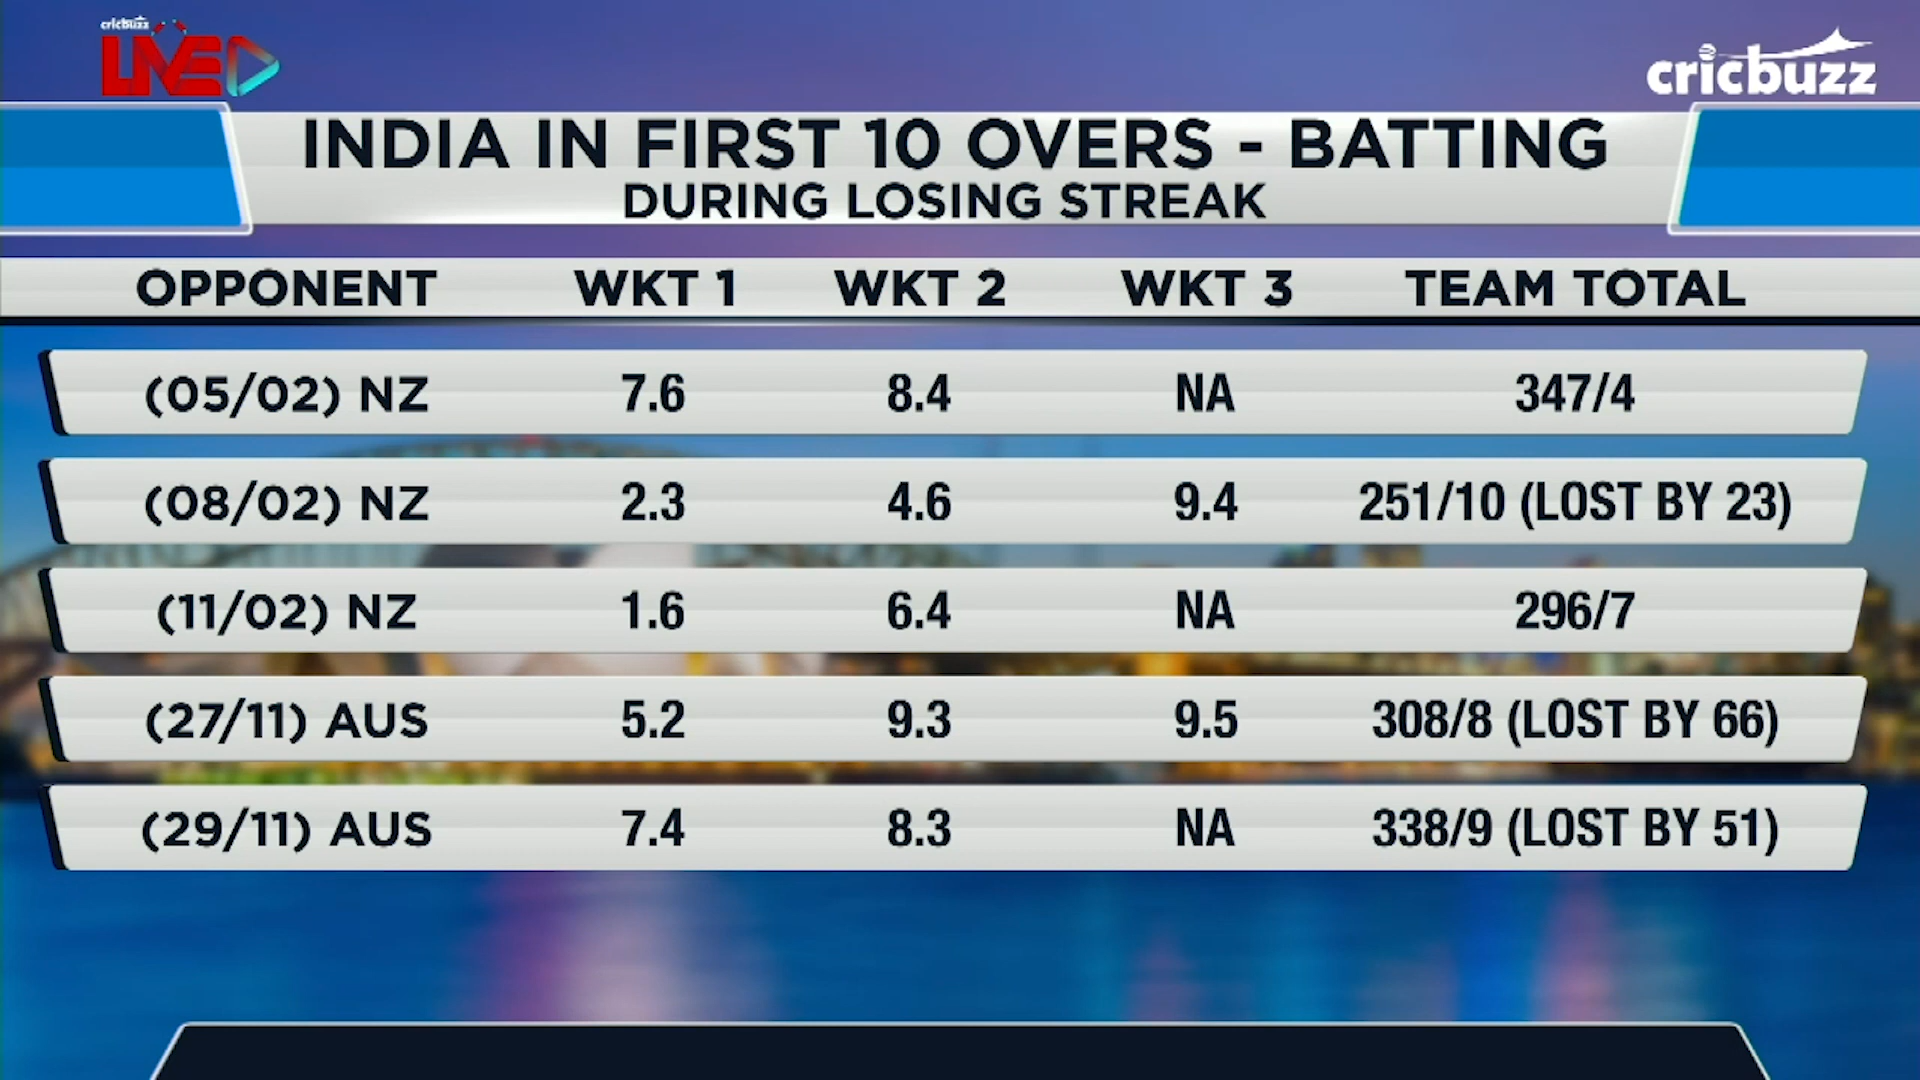 cricbuzz
LIVE
cricbuzz
INDIA IN FIRST 10 OVERS - BATTING
DURING LOSING STREAK
OPPONENT WKT 1 WKT 2 WKT 3 TEAM TOTAL
(05/02) NZ 7.6 8.4 NA 347/4
(08/02) NZ 2.3 4.6 9.4 251/10 (LOST BY 23)
(11/02) NZ 1.6 6.4 NA 296/7
(27/11) AUS 5.2 9.3 9.5 308/8 (LOST BY 66)
(29/11) AUS 7.4 8.3 NA 338/9 (LOST BY 51)